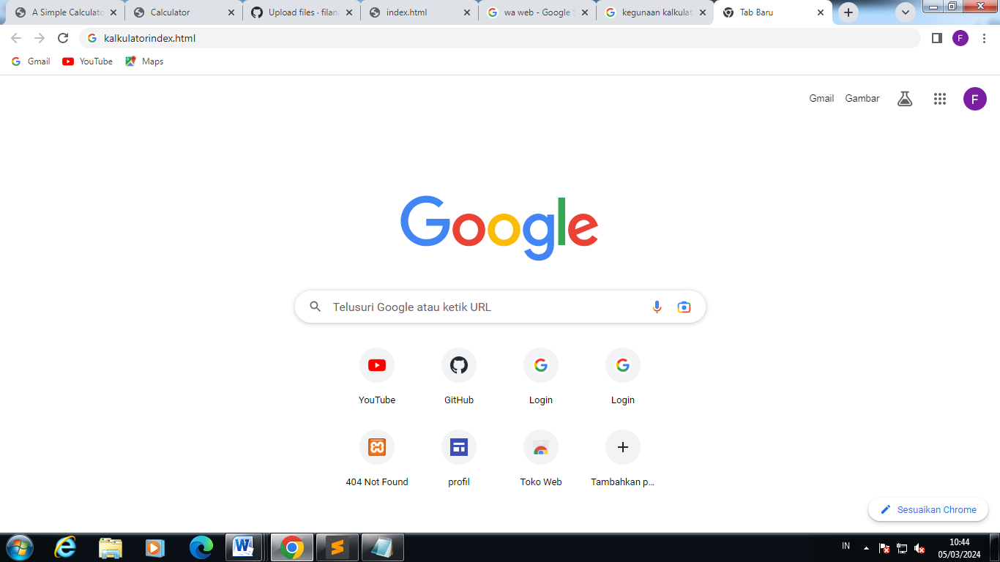 A Simple Calculato
Calculator
Upload files · filana
index.html
wa web - Google S
kegunaan kalkulat
Tab Baru
kalkulatorindex.html
F
Gmail
YouTube
Maps
Gmail
Gambar
F
Google
Telusuri Google atau ketik URL
YouTube
GitHub
Login
Login
404 Not Found
profil
Toko Web
Tambahkan p...
Sesuaikan Chrome
IN
10:44
05/03/2024